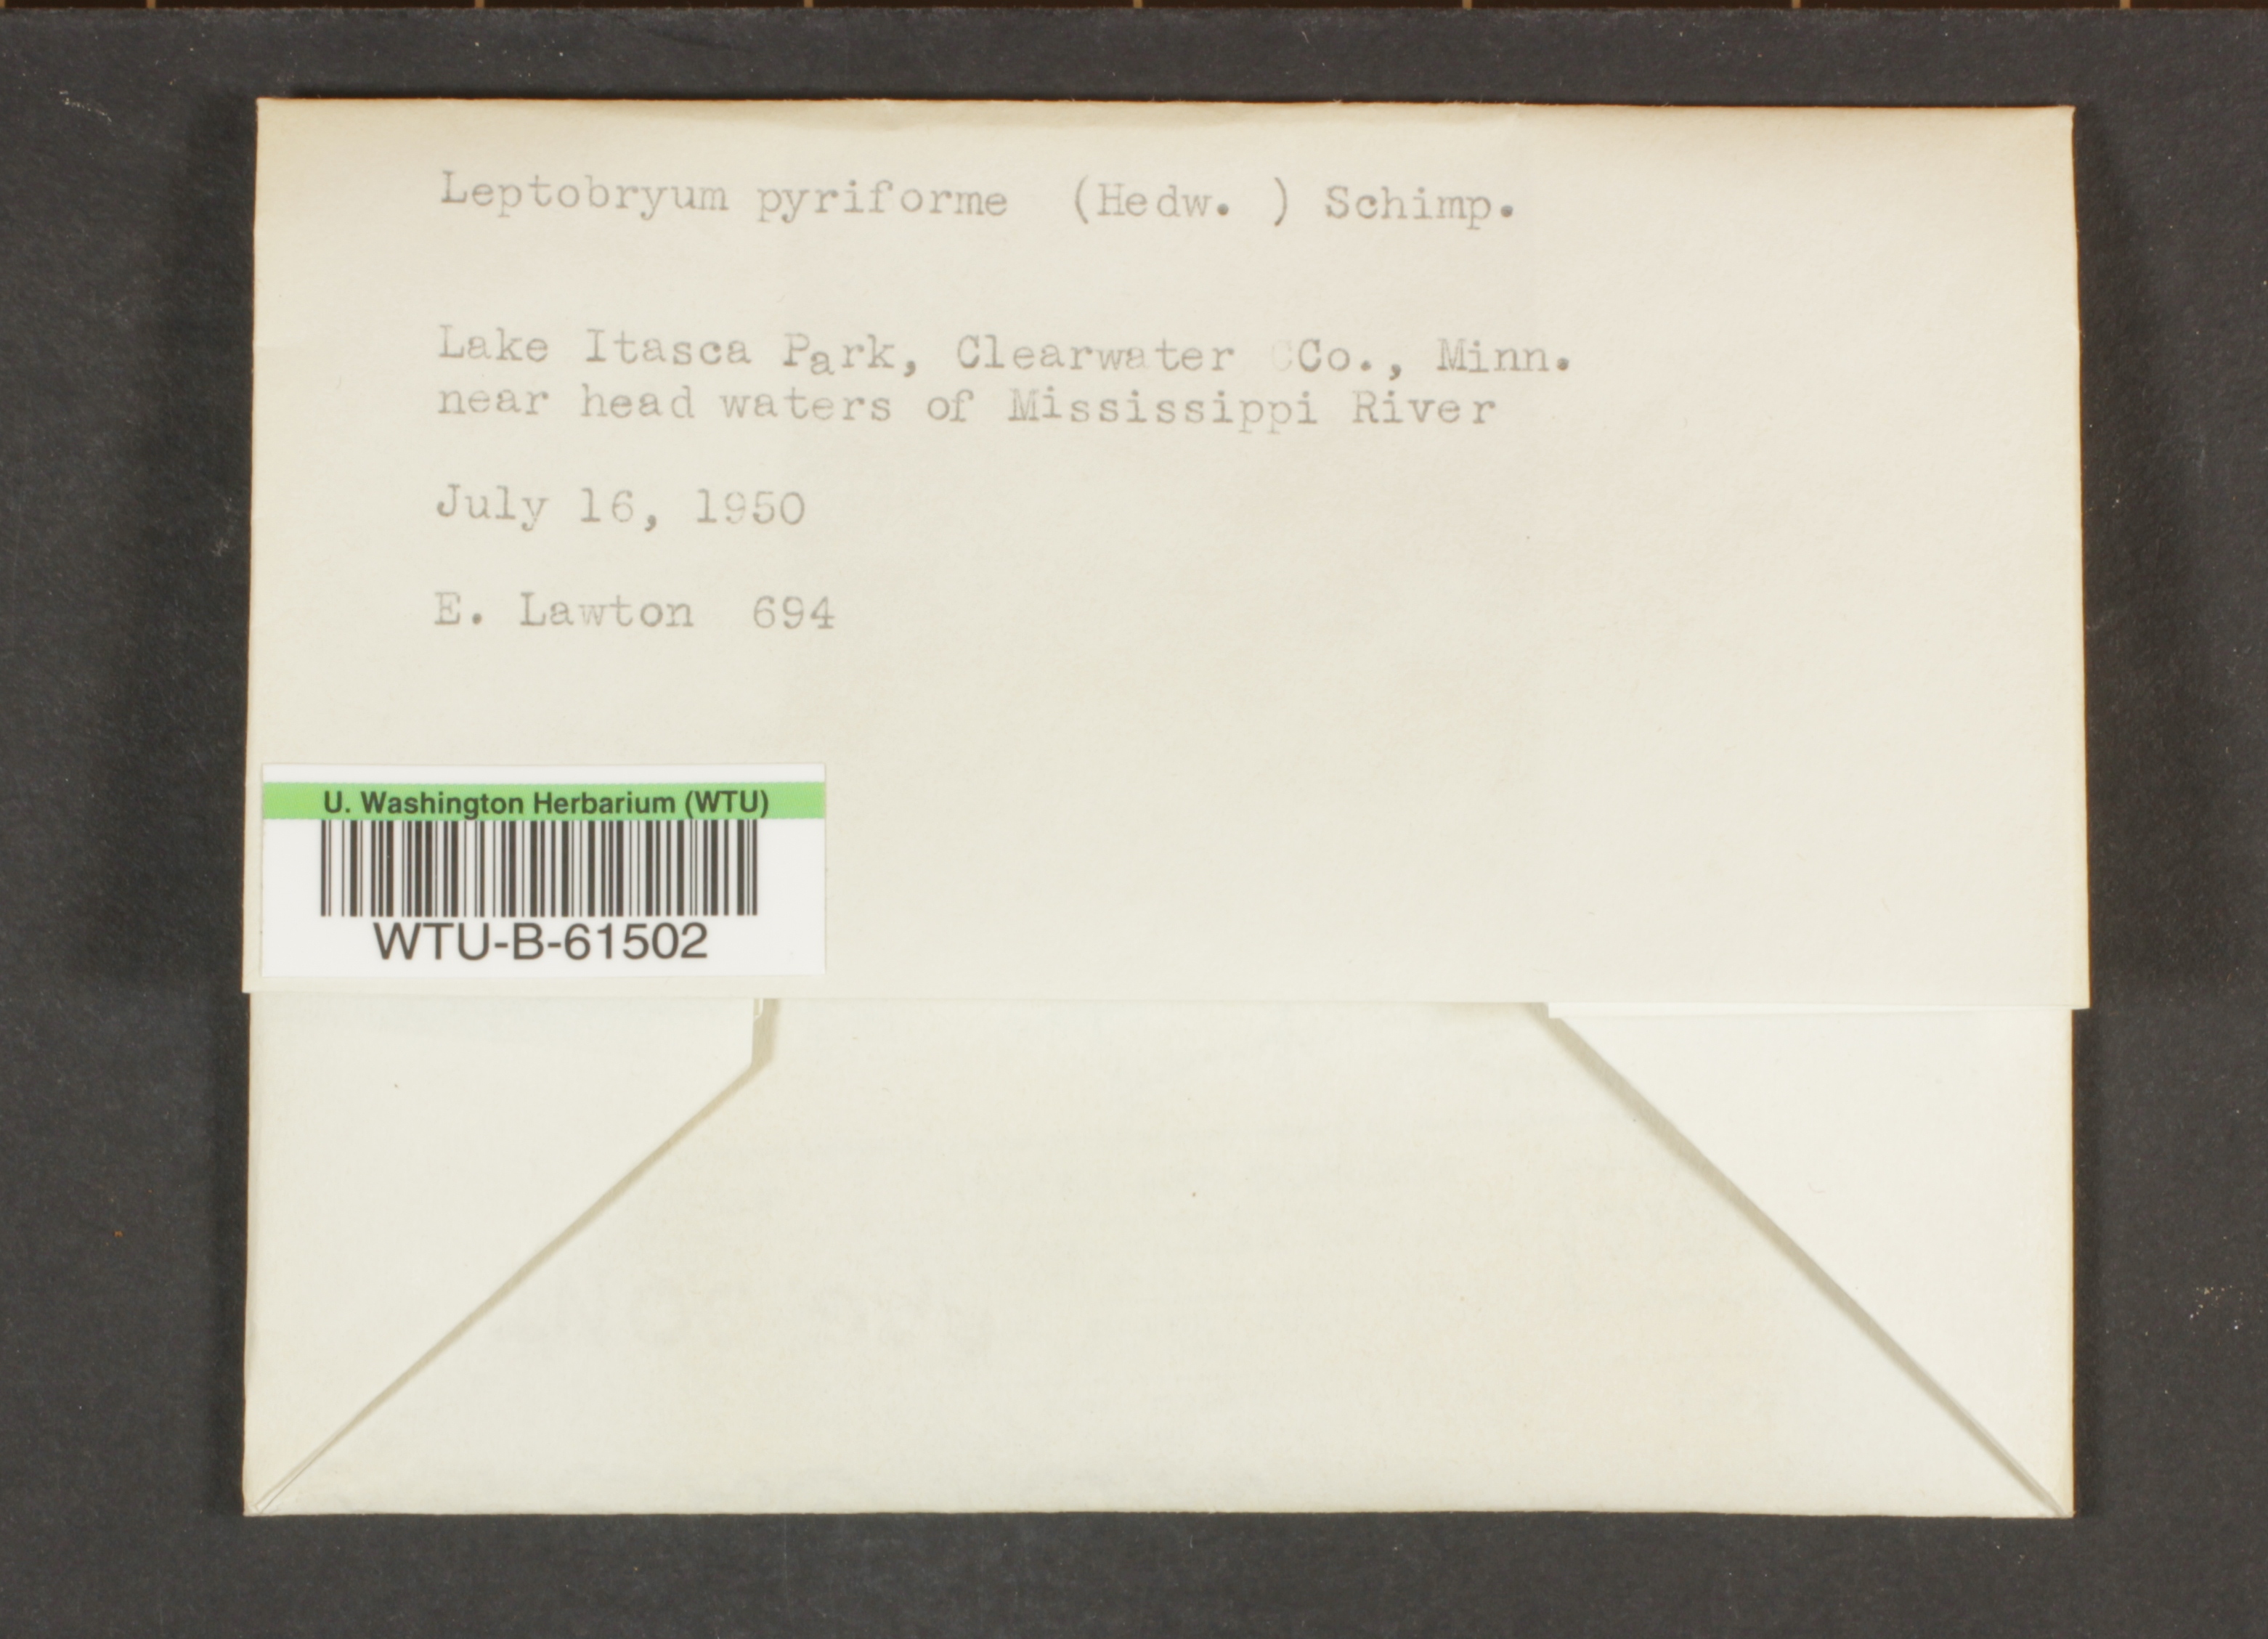 Leptobryum pyriforme (Hedw. ) Schimp.
Lake Itasca Park, Clearwater CCo., Minn.
near head waters of Mississippi River
July 16, 1950
E. Lawton 694
U. Washington Herbarium (WTU)
WTU-B-61502